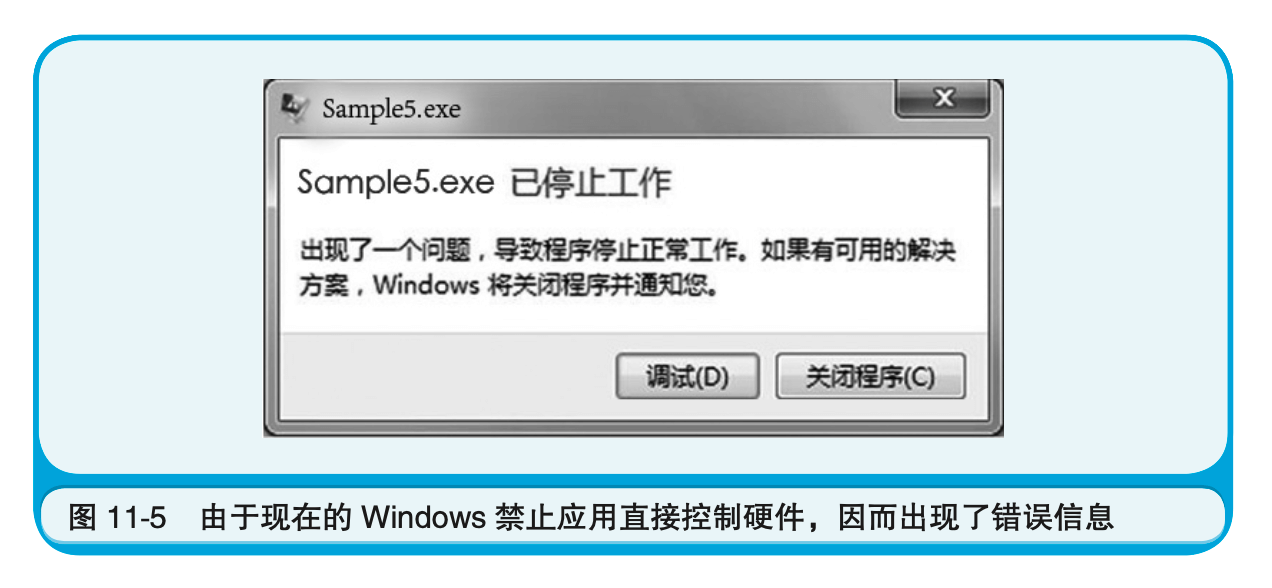 Sample5.exe
Sample5.exe 已停止工作
出现了一个问题，导致程序停止正常工作。如果有可用的解决
方案，Windows 将关闭程序并通知您。
调试(D) 关闭程序(C)
图 11-5 由于现在的 Windows 禁止应用直接控制硬件，因而出现了错误信息